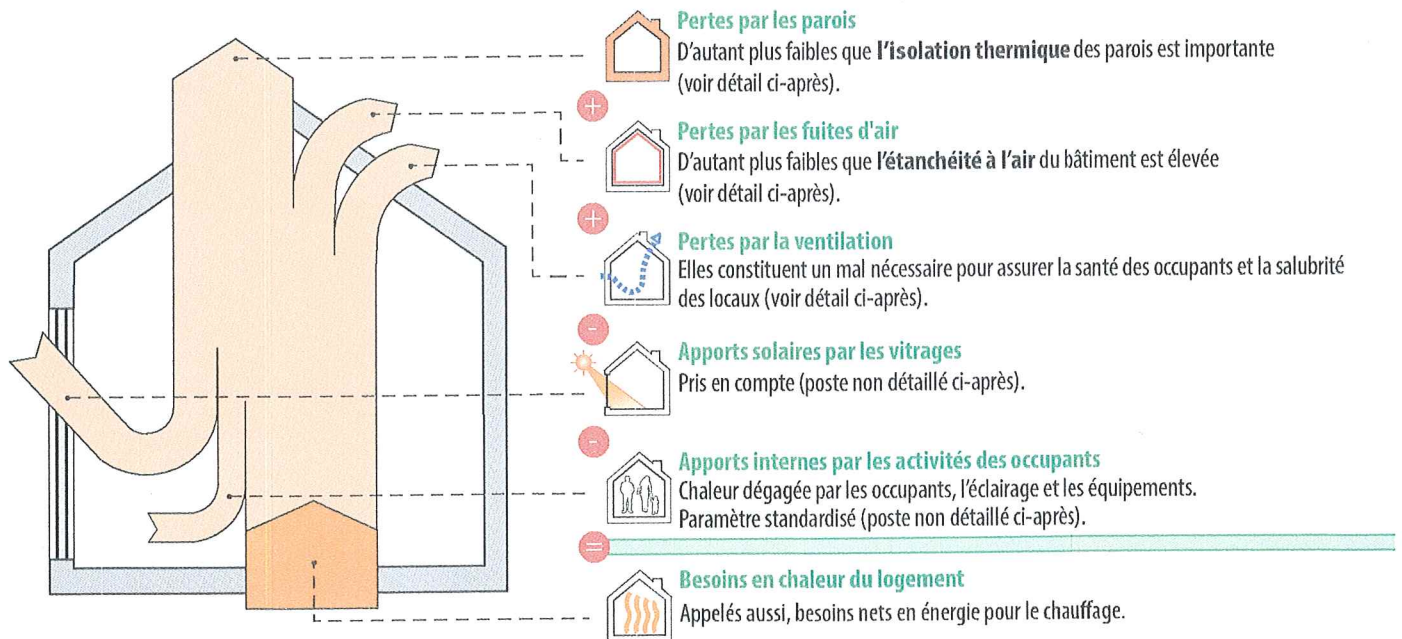 Pertes par les parois
D'autant plus faibles que l'isolation thermique des parois est importante
(voir détail ci-après).
+
Pertes par les fuites d'air
D'autant plus faibles que l'étanchéité à l'air du bâtiment est élevée
(voir détail ci-après).
+
Pertes par la ventilation
Elles constituent un mal nécessaire pour assurer la santé des occupants et la salubrité
des locaux (voir détail ci-après).
-
Apports solaires par les vitrages
Pris en compte (poste non détaillé ci-après).
-
Apports internes par les activités des occupants
Chaleur dégagée par les occupants, l'éclairage et les équipements.
Paramètre standardisé (poste non détaillé ci-après).
=
Besoins en chaleur du logement
Appelés aussi, besoins nets en énergie pour le chauffage.